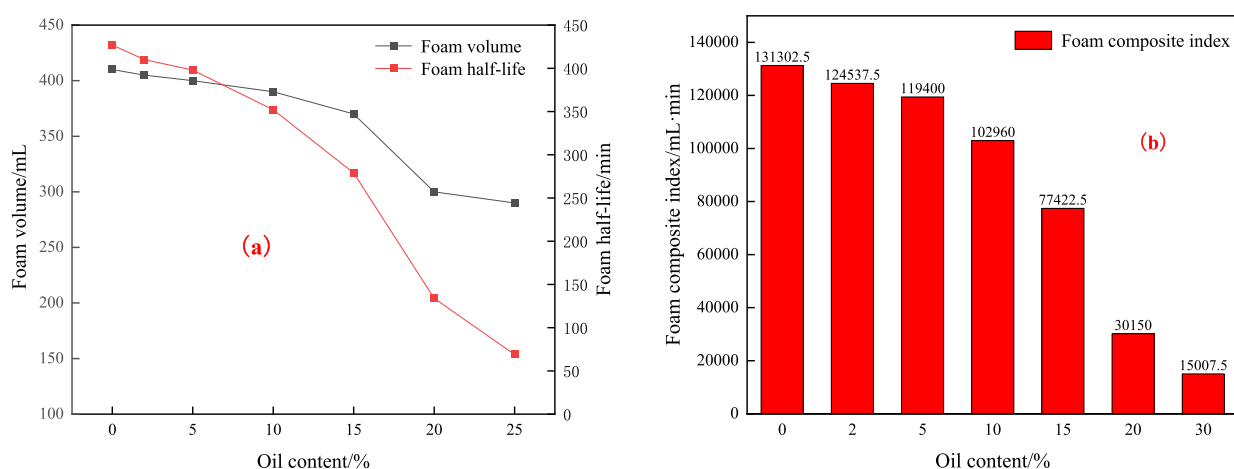 450
400
350
300
250
200
150
100
Foam volume/mL
Foam volume
Foam half-life
(a)
450
400
350
300
250
200
150
100
50
0
Foam half-life/min
0 5 10 15 20 25
Oil content/%
140000
120000
100000
80000
60000
40000
20000
0
Foam composite index/mL·min
Foam composite index
(b)
131302.5
124537.5
119400
102960
77422.5
30150
15007.5
0 2 5 10 15 20 30
Oil content/%